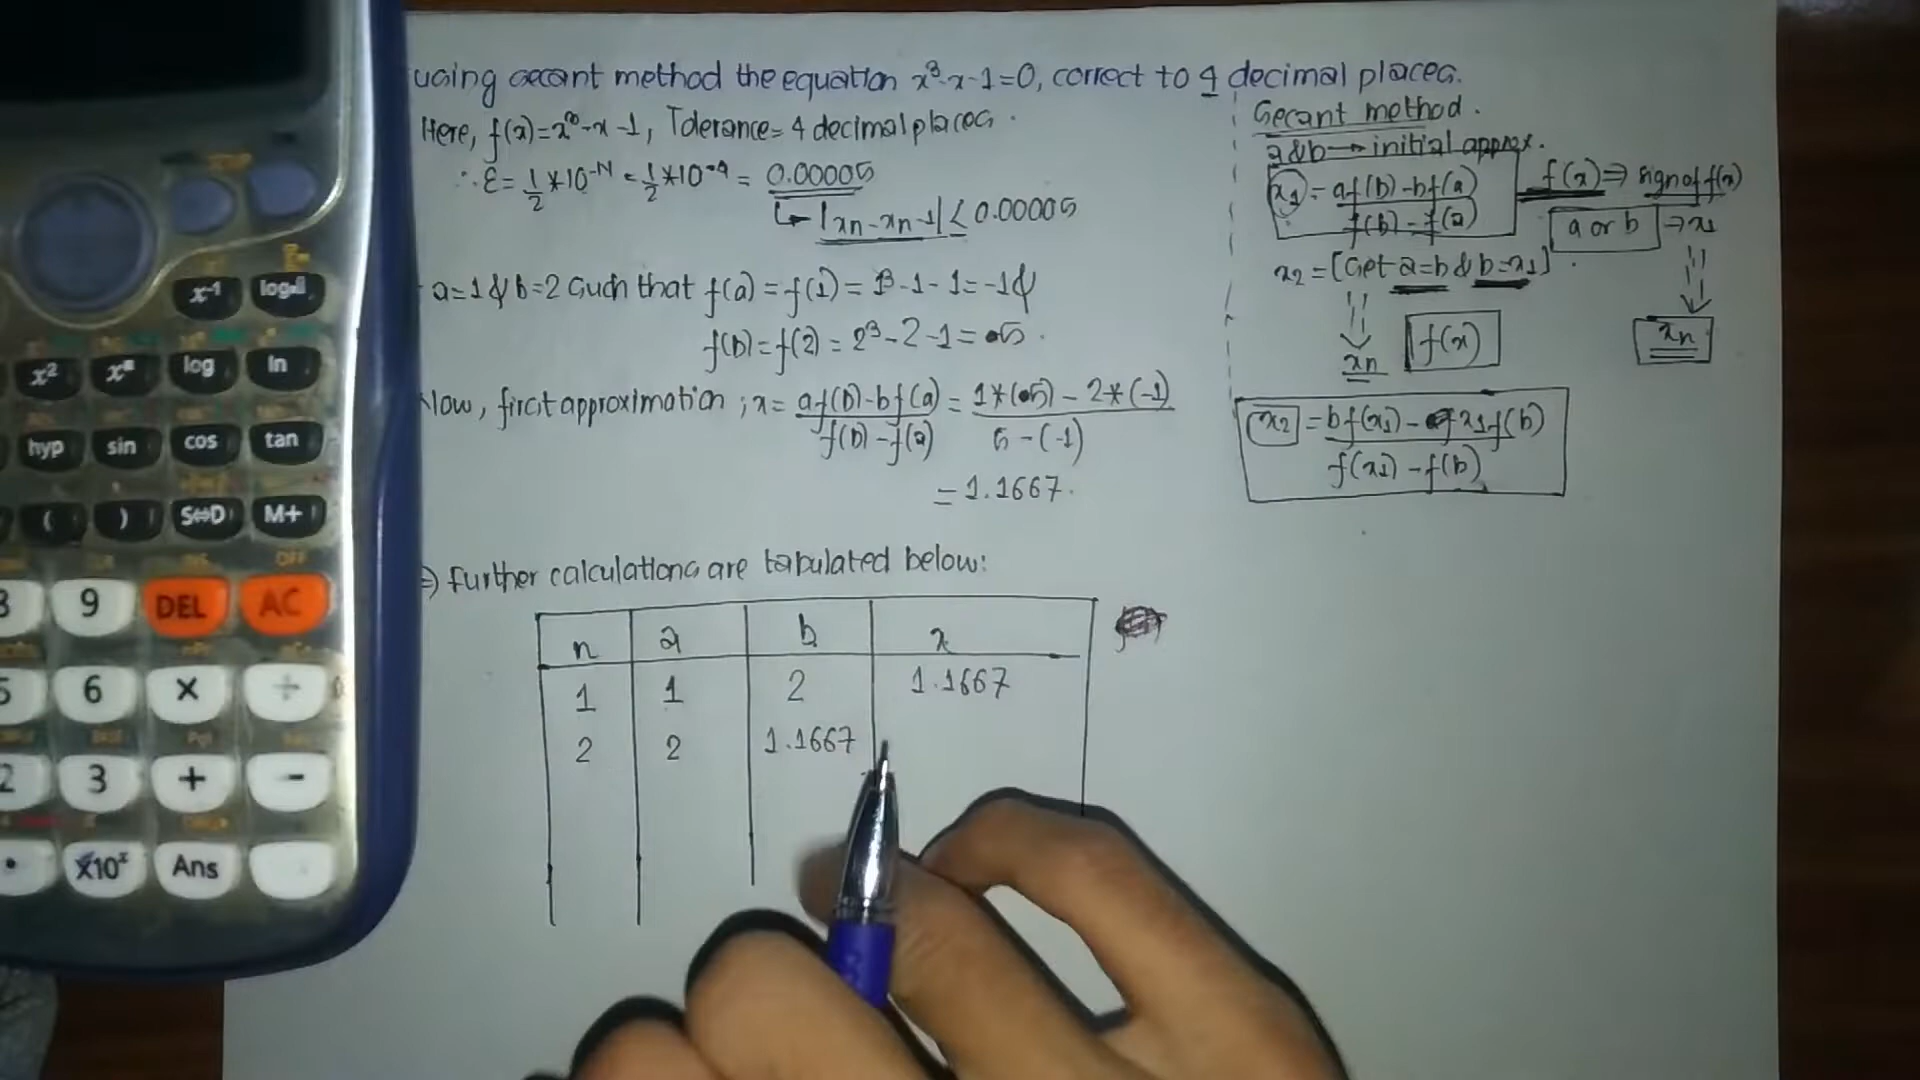 using secant method the equation x³-x-1=0, correct to 4 decimal places.
Here, f(x)=x³-x-1, Tolerance= 4 decimal places.
∴ε=1/2*10^-N=1/2*10^-4= 0.00005
↳|xn-xn-1|<0.00005
a=1 & b=2 Such that f(a)=f(1)=1³-1-1=-1 &
f(b)=f(2)=2³-2-1=5.
Now, first approximation; x=af(b)-bf(a)/f(b)-f(a)=1*(5)-2*(-1)/5-(-1)
=1.1667.
⇒) Further calculations are tabulated below:
n a b x
1 1 2 1.1667
2 2 1.1667
Secant method.
a & b → initial approx.
x1=af(b)-bf(a)/f(b)-f(a)
f(x)⇒ sign of f(x)
a or b ⇒x1
x2=[Set a=b & b=x1].
xn
f(x)
xn
x2=bf(x1)-x1f(b)/f(x1)-f(b)
STOP
x⁻¹
log
x²
x^■
log
ln
hyp
sin
cos
tan
(
)
S⇔D
M+
OFF
9
DEL
AC
6
×
÷
2
3
+
−
•
×10ˣ
Ans